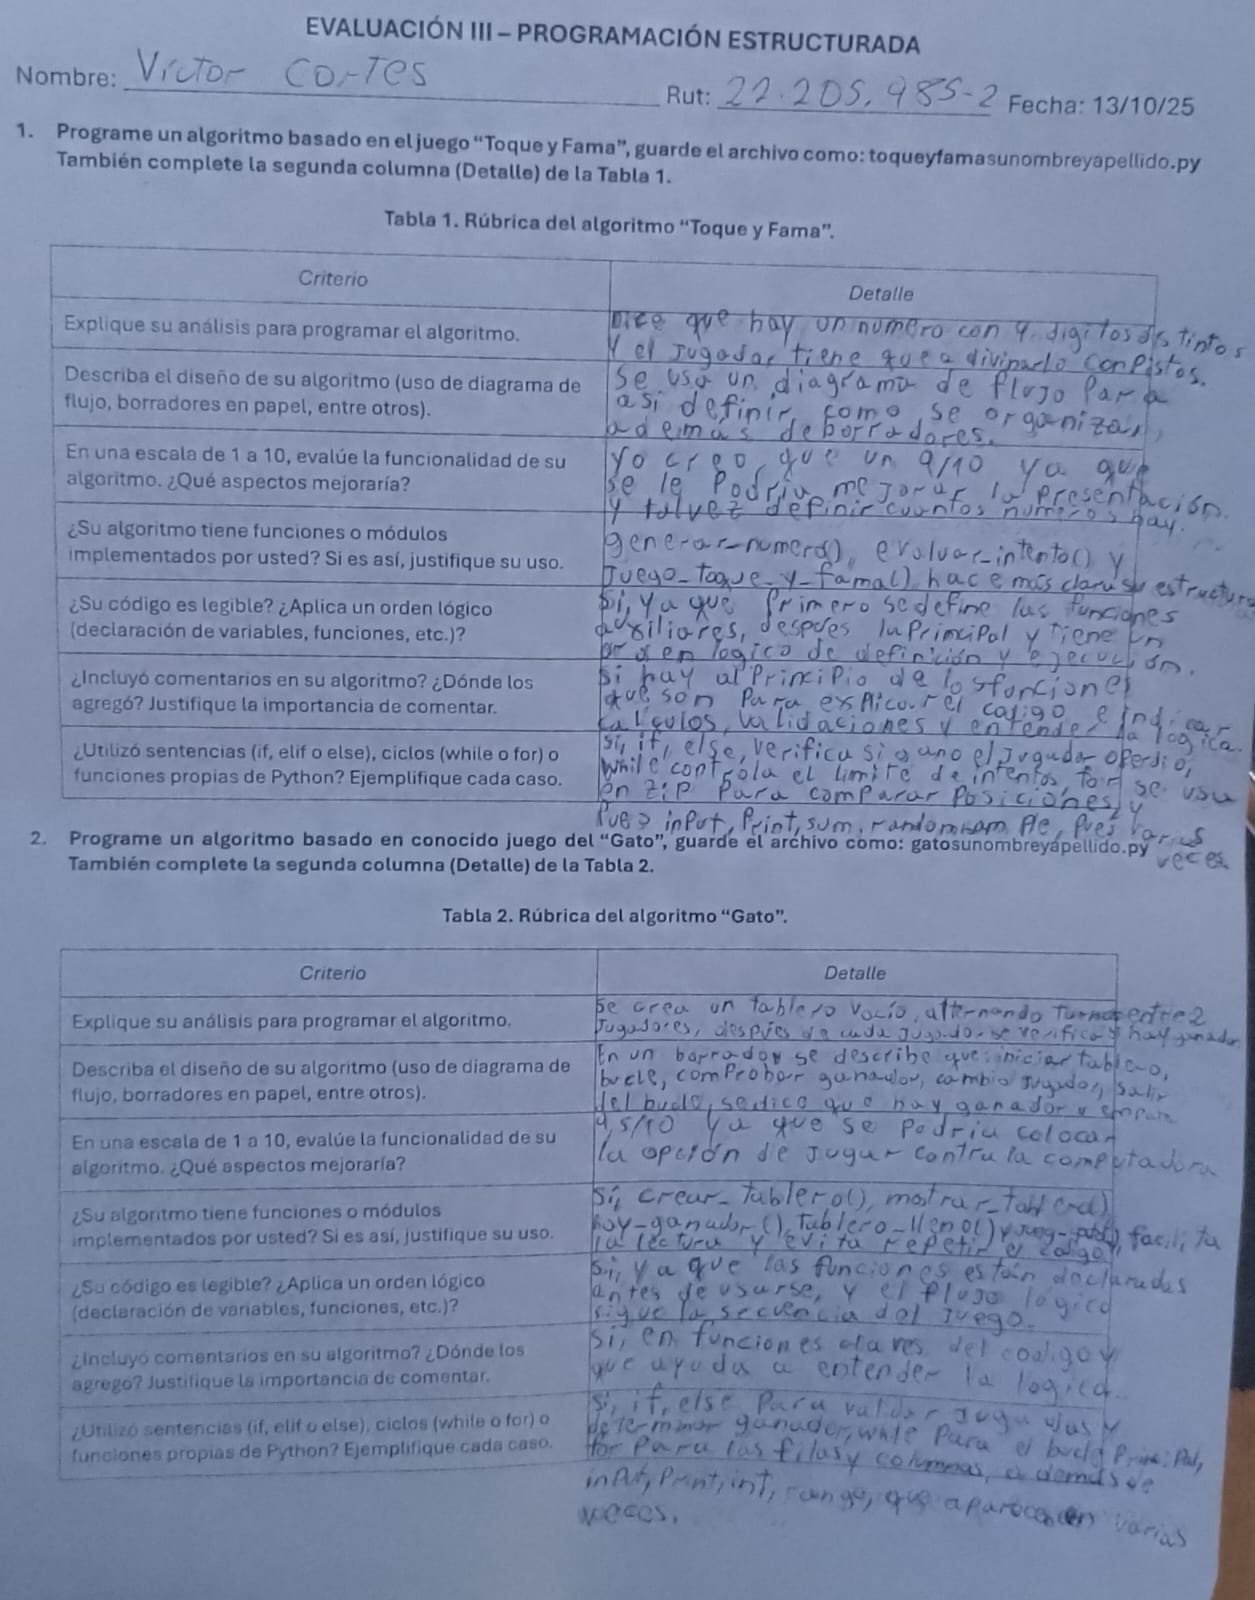 EVALUACIÓN III – PROGRAMACIÓN ESTRUCTURADA
Nombre: Víctor Cortes
Rut: 22.205.985-2 Fecha: 13/10/25
1. Programe un algoritmo basado en el juego “Toque y Fama”, guarde el archivo como: toqueyfamasunombreyapellido.py
También complete la segunda columna (Detalle) de la Tabla 1.
Tabla 1. Rúbrica del algoritmo “Toque y Fama”.
Criterio
Detalle
Explique su análisis para programar el algoritmo.
Dice que hay un numero con 4 digitos distintos
y el jugador tiene que adivinarlo con pistas.
Describa el diseño de su algoritmo (uso de diagrama de
flujo, borradores en papel, entre otros).
se usa un diagrama de flujo para
asi definir como se organizar,
ademas de borradores.
En una escala de 1 a 10, evalúe la funcionalidad de su
algoritmo. ¿Qué aspectos mejoraría?
yo creo que un 9/10 ya que
se le podria mejorar la presentación.
y talvez definir cuantos numeros hay.
¿Su algoritmo tiene funciones o módulos
implementados por usted? Si es así, justifique su uso.
generar-numero(), evaluar-intento() y
juego-toque-y-fama(), hace más clara su estructura
¿Su código es legible? ¿Aplica un orden lógico
(declaración de variables, funciones, etc.)?
Si, ya que primero se define las funciones
auxiliares, despues la principal y tiene un
orden logico de definición y ejecución.
¿Incluyó comentarios en su algoritmo? ¿Dónde los
agregó? Justifique la importancia de comentar.
si hay al principio de los funciones
que son para explicar el codigo e indicar
calculos, validaciones y entender la logica.
¿Utilizó sentencias (if, elif o else), ciclos (while o for) o
funciones propias de Python? Ejemplifique cada caso.
si, if, else, verifica si gano el jugador o perdio,
while controla el limite de intentos, for se usa
en zip para comparar posiciones, y
pues input, print, sum, random.sample, pues varias
veces.
2. Programe un algoritmo basado en conocido juego del “Gato”, guarde el archivo como: gatosunombreyapellido.py
También complete la segunda columna (Detalle) de la Tabla 2.
Tabla 2. Rúbrica del algoritmo “Gato”.
Criterio
Detalle
Explique su análisis para programar el algoritmo.
se crea un tablero vacío, alternando turnos entre 2
jugadores, despues de cada jugador se verifica si hay ganador
Describa el diseño de su algoritmo (uso de diagrama de
flujo, borradores en papel, entre otros).
En un borrador se describe que: iniciar tablero,
bucle, comprobar ganador, cambio jugador, salir
del bucle, se dice que hay ganador y empate
En una escala de 1 a 10, evalúe la funcionalidad de su
algoritmo. ¿Qué aspectos mejoraría?
9,5/10 ya que se podria colocar
la opción de jugar contra la computadora
¿Su algoritmo tiene funciones o módulos
implementados por usted? Si es así, justifique su uso.
Si, crear-tablero(), mostrar-tablero()
hay-ganador(), tablero-lleno() y facilita
la lectura y evita repetir el codigo
¿Su código es legible? ¿Aplica un orden lógico
(declaración de variables, funciones, etc.)?
Si, ya que las funciones están declaradas
antes de usarse, y el flujo logico
sigue la secuencia del juego.
¿Incluyó comentarios en su algoritmo? ¿Dónde los
agregó? Justifique la importancia de comentar.
Si, en funciones claves del codigo y
que ayuda a entender la logica.
¿Utilizó sentencias (if, elif o else), ciclos (while o for) o
funciones propias de Python? Ejemplifique cada caso.
Si, if, else para validar jugadas y
determinar ganador, while para el bucle principal,
for para las filas y columnas, ademas de
input, print, int, range, que aparecen varias
veces.